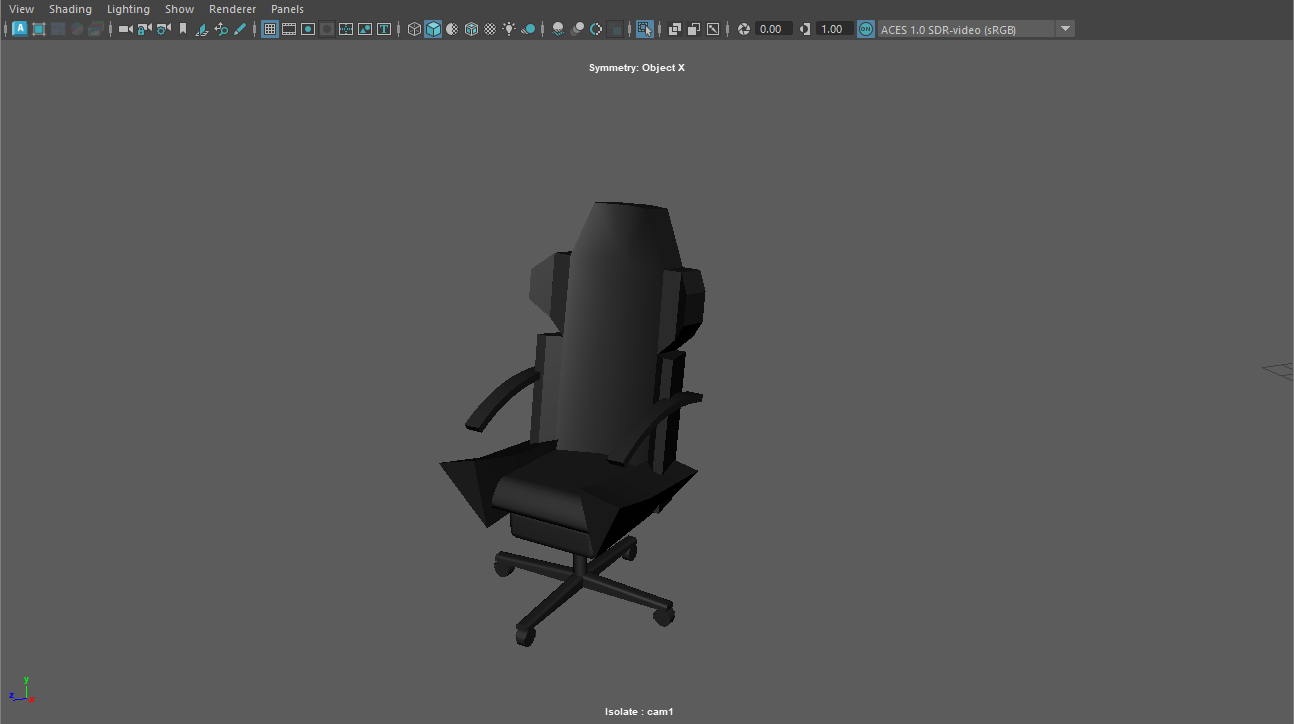 View Shading Lighting Show Renderer Panels
A 0.00 1.00 ON ACES 1.0 SDR-video (sRGB)
Symmetry: Object X
y
z
Isolate : cam1